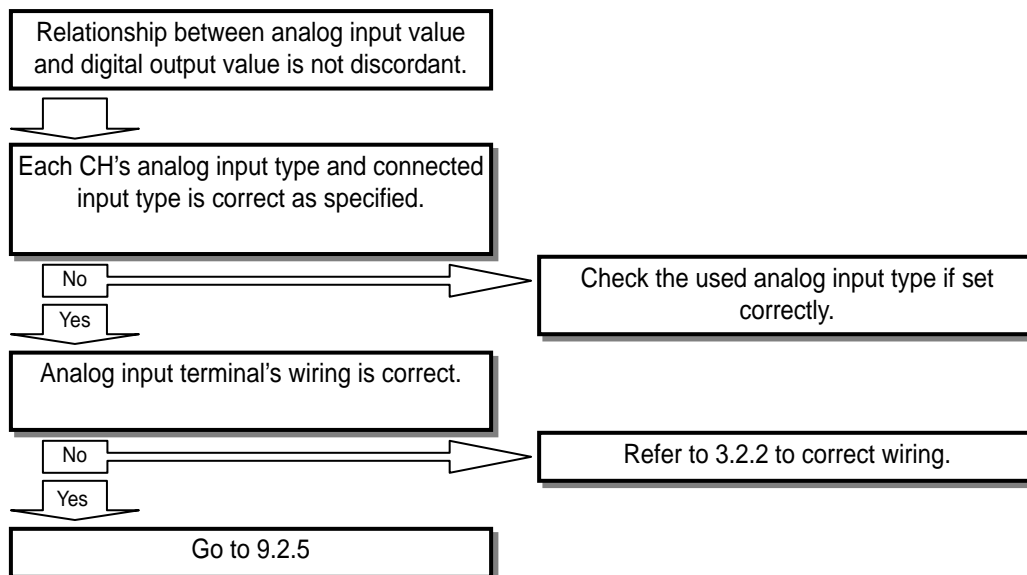 Relationship between analog input value
and digital output value is not discordant.
Each CH's analog input type and connected
input type is correct as specified.
No
Check the used analog input type if set
correctly.
Yes
Analog input terminal's wiring is correct.
No
Refer to 3.2.2 to correct wiring.
Yes
Go to 9.2.5